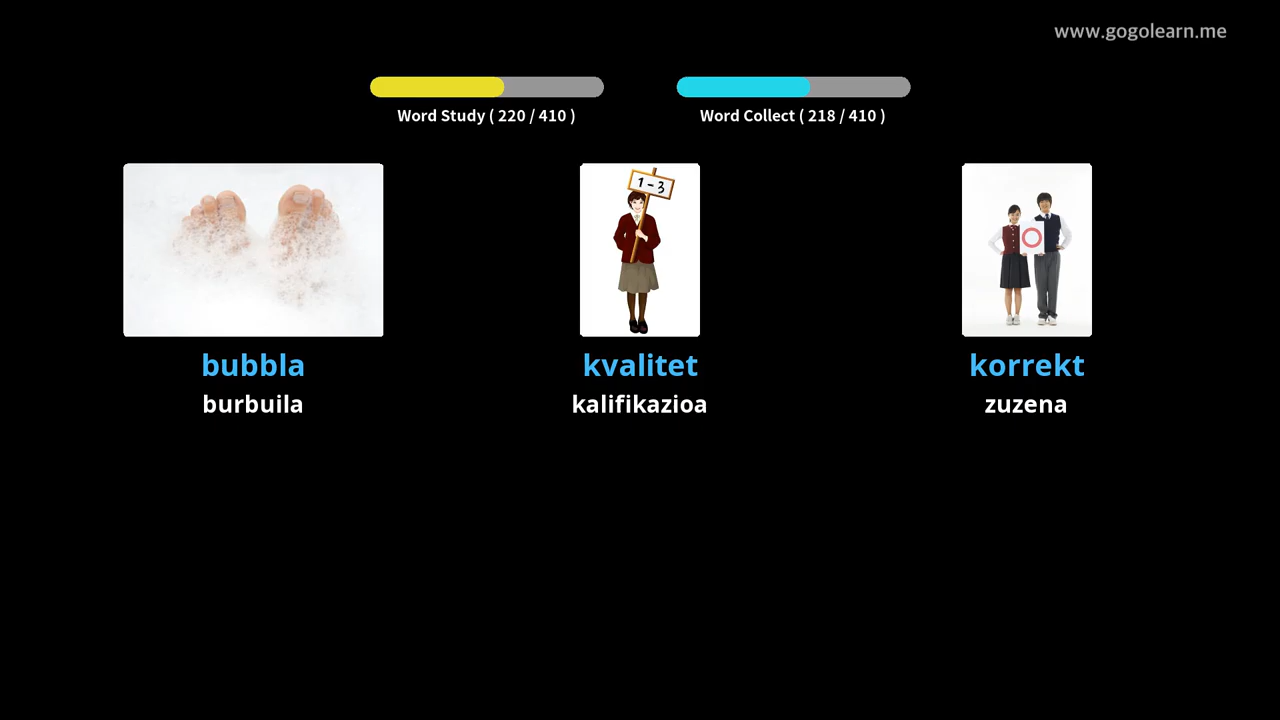 www.gogolearn.me
Word Study ( 220 / 410 )
Word Collect ( 218 / 410 )
1 - 3
bubbla
kvalitet
korrekt
burbuila
kalifikazioa
zuzena